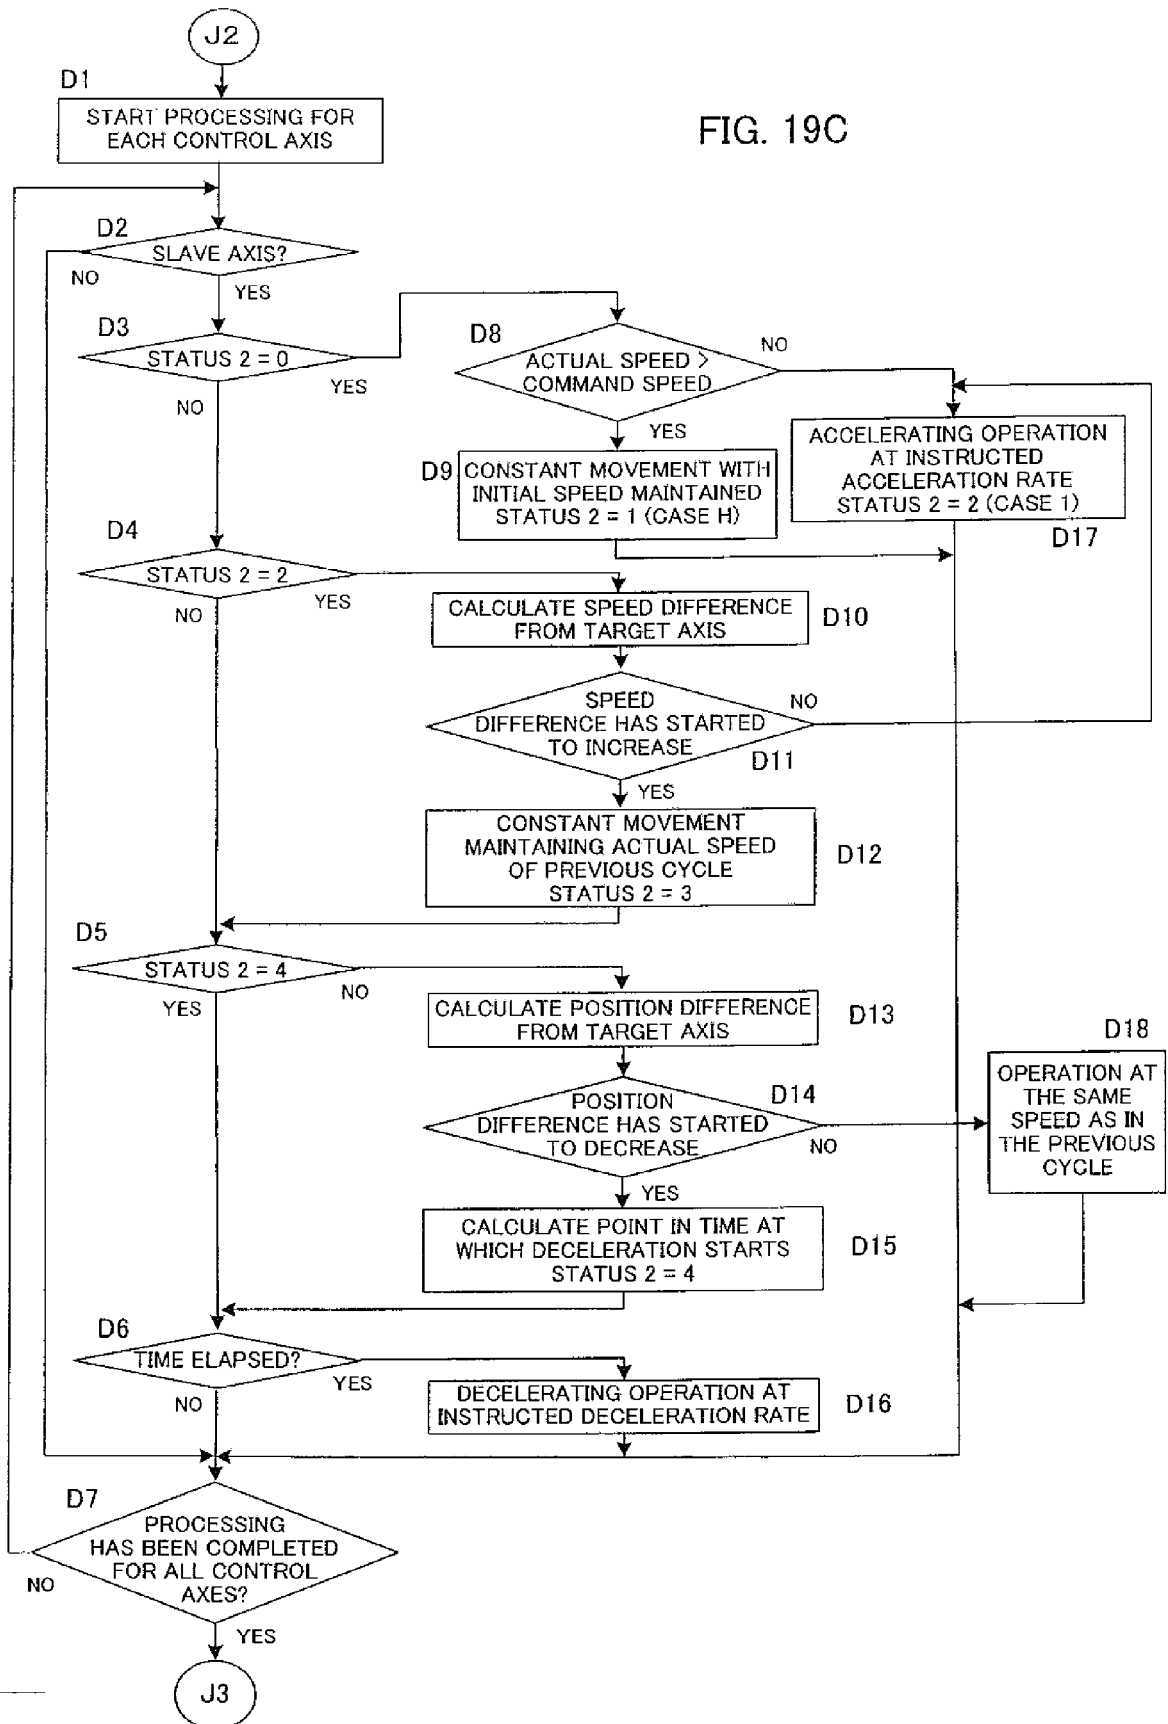 J2
D1
START PROCESSING FOR
EACH CONTROL AXIS
FIG. 19C
D2
SLAVE AXIS?
NO
YES
D3
STATUS 2 = 0
YES
NO
D8
ACTUAL SPEED >
COMMAND SPEED
NO
YES
D9
CONSTANT MOVEMENT WITH
INITIAL SPEED MAINTAINED
STATUS 2 = 1 (CASE H)
ACCELERATING OPERATION
AT INSTRUCTED
ACCELERATION RATE
STATUS 2 = 2 (CASE 1)
D17
D4
STATUS 2 = 2
YES
NO
CALCULATE SPEED DIFFERENCE
FROM TARGET AXIS
D10
SPEED
DIFFERENCE HAS STARTED
TO INCREASE
NO
D11
YES
CONSTANT MOVEMENT
MAINTAINING ACTUAL SPEED
OF PREVIOUS CYCLE
STATUS 2 = 3
D12
D5
STATUS 2 = 4
NO
YES
CALCULATE POSITION DIFFERENCE
FROM TARGET AXIS
D13
D14
POSITION
DIFFERENCE HAS STARTED
TO DECREASE
NO
YES
D18
OPERATION AT
THE SAME
SPEED AS IN
THE PREVIOUS
CYCLE
CALCULATE POINT IN TIME AT
WHICH DECELERATION STARTS
STATUS 2 = 4
D15
D6
TIME ELAPSED?
YES
NO
DECELERATING OPERATION AT
INSTRUCTED DECELERATION RATE
D16
D7
PROCESSING
HAS BEEN COMPLETED
FOR ALL CONTROL
AXES?
NO
YES
J3